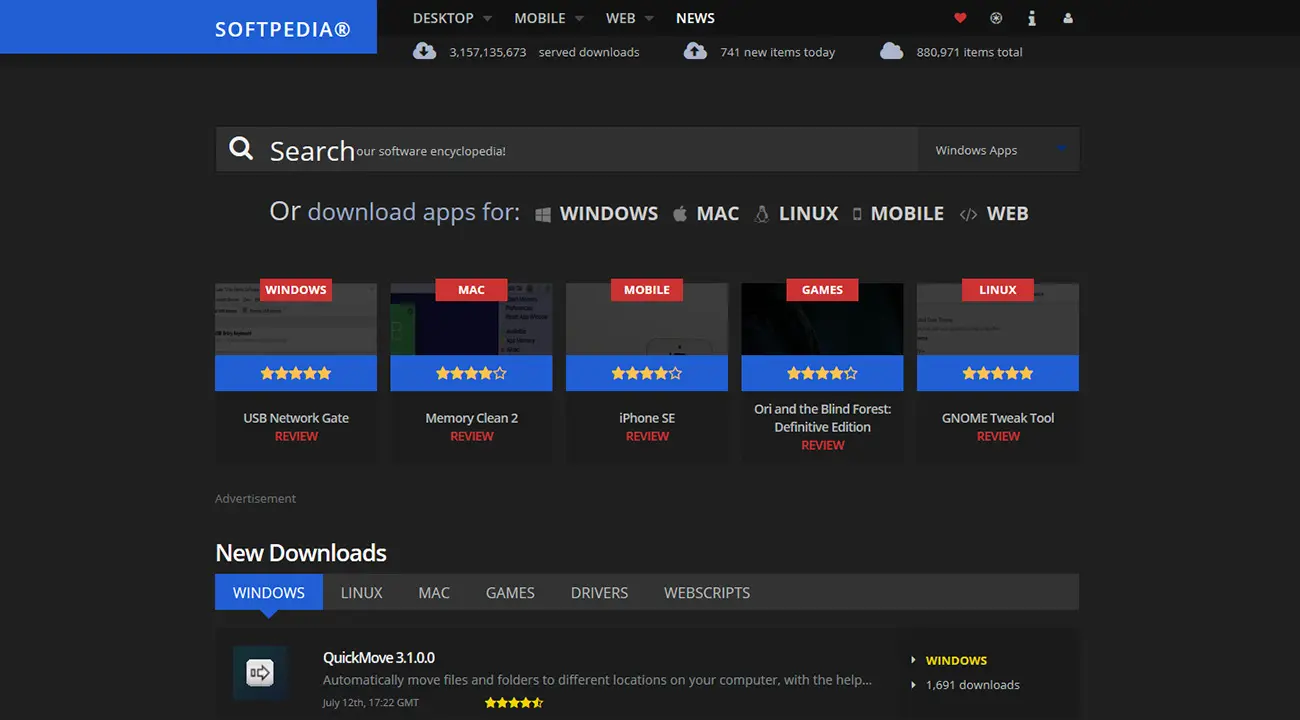 SOFTPEDIA®
DESKTOP MOBILE WEB NEWS
3,157,135,673 served downloads 741 new items today 880,971 items total
Search our software encyclopedia! Windows Apps
Or download apps for: WINDOWS MAC LINUX MOBILE WEB
WINDOWS MAC MOBILE GAMES LINUX
USB Network Gate
REVIEW
Memory Clean 2
REVIEW
iPhone SE
REVIEW
Ori and the Blind Forest:
Definitive Edition
REVIEW
GNOME Tweak Tool
REVIEW
Advertisement
New Downloads
WINDOWS LINUX MAC GAMES DRIVERS WEBSCRIPTS
QuickMove 3.1.0.0
Automatically move files and folders to different locations on your computer, with the help...
July 12th, 17:22 GMT
WINDOWS
1,691 downloads